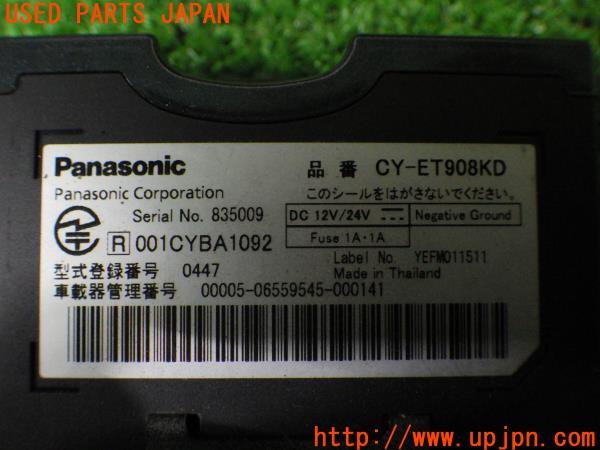 USED PARTS JAPAN
Panasonic
品番 CY-ET908KD
Panasonic Corporation
このシールをはがさないでください。
Serial No. 835009
DC 12V/24V
Negative Ground
Fuse 1A・1A
R 001CYBA1092
Label No. YEFM011511
Made in Thailand
型式登録番号 0447
車載器管理番号 00005-06559545-000141
UPJ http://www.upjpn.com